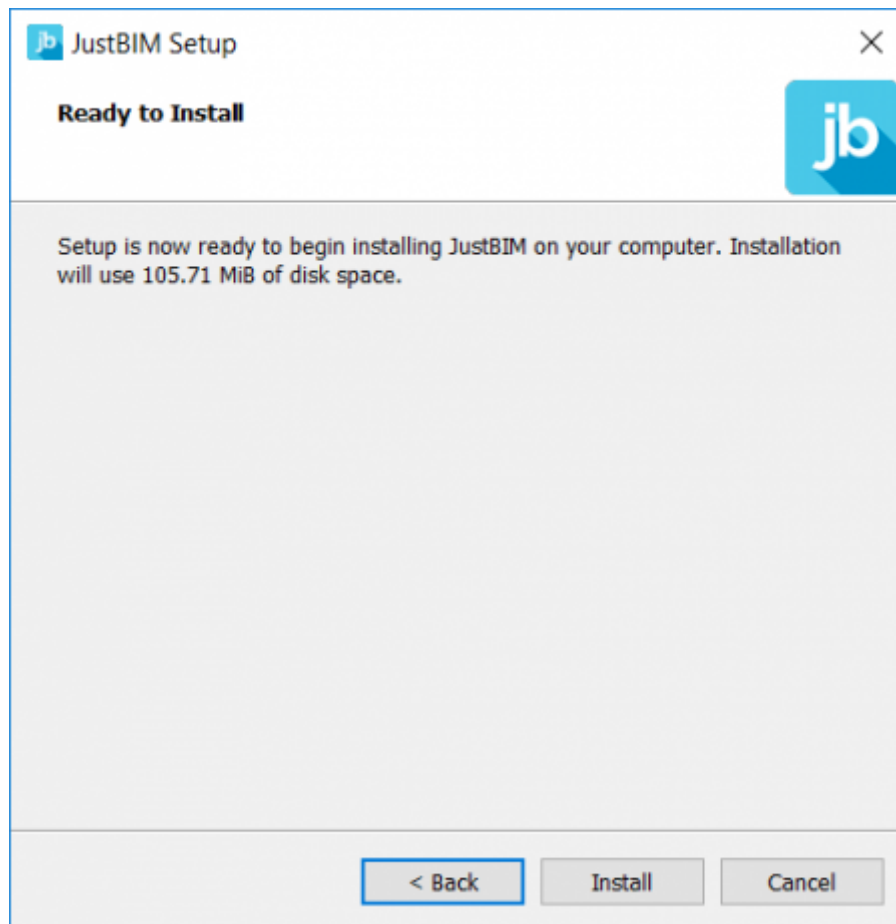 jb JustBIM Setup
Ready to Install
jb
Setup is now ready to begin installing JustBIM on your computer. Installation
will use 105.71 MiB of disk space.
< Back Install Cancel